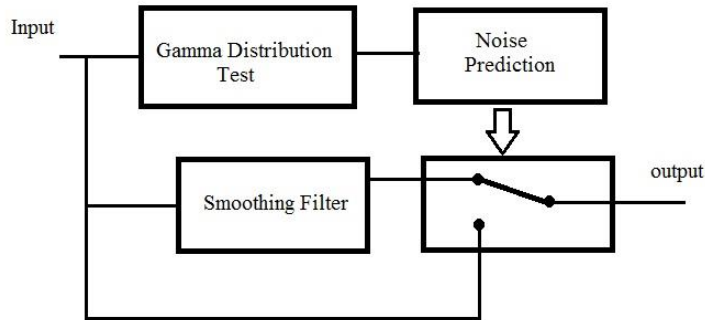 Input
Gamma Distribution
Test
Noise
Prediction
Smoothing Filter
output